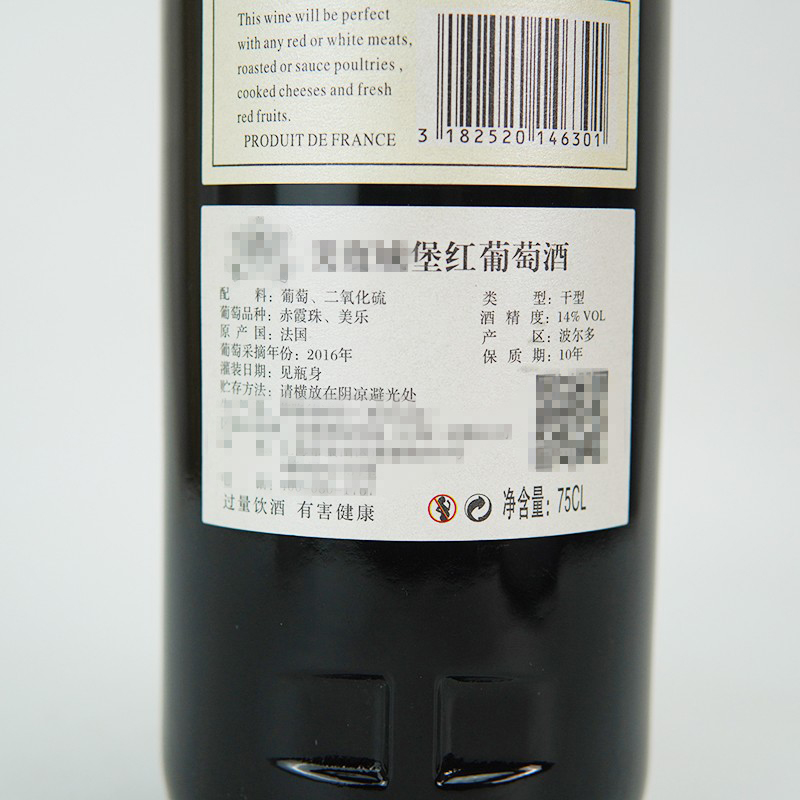 This wine will be perfect
with any red or white meats,
roasted or sauce poultries ,
cooked cheeses and fresh
red fruits.
PRODUIT DE FRANCE
3 182520 146301
堡红葡萄酒
配 料: 葡萄、二氧化硫
类 型: 干型
葡萄品种: 赤霞珠、美乐
酒 精 度: 14% VOL
原 产 国: 法国
产 区: 波尔多
葡萄采摘年份: 2016年
保 质 期: 10年
灌装日期: 见瓶身
贮存方法: 请横放在阴凉避光处
过量饮酒 有害健康
净含量: 75CL